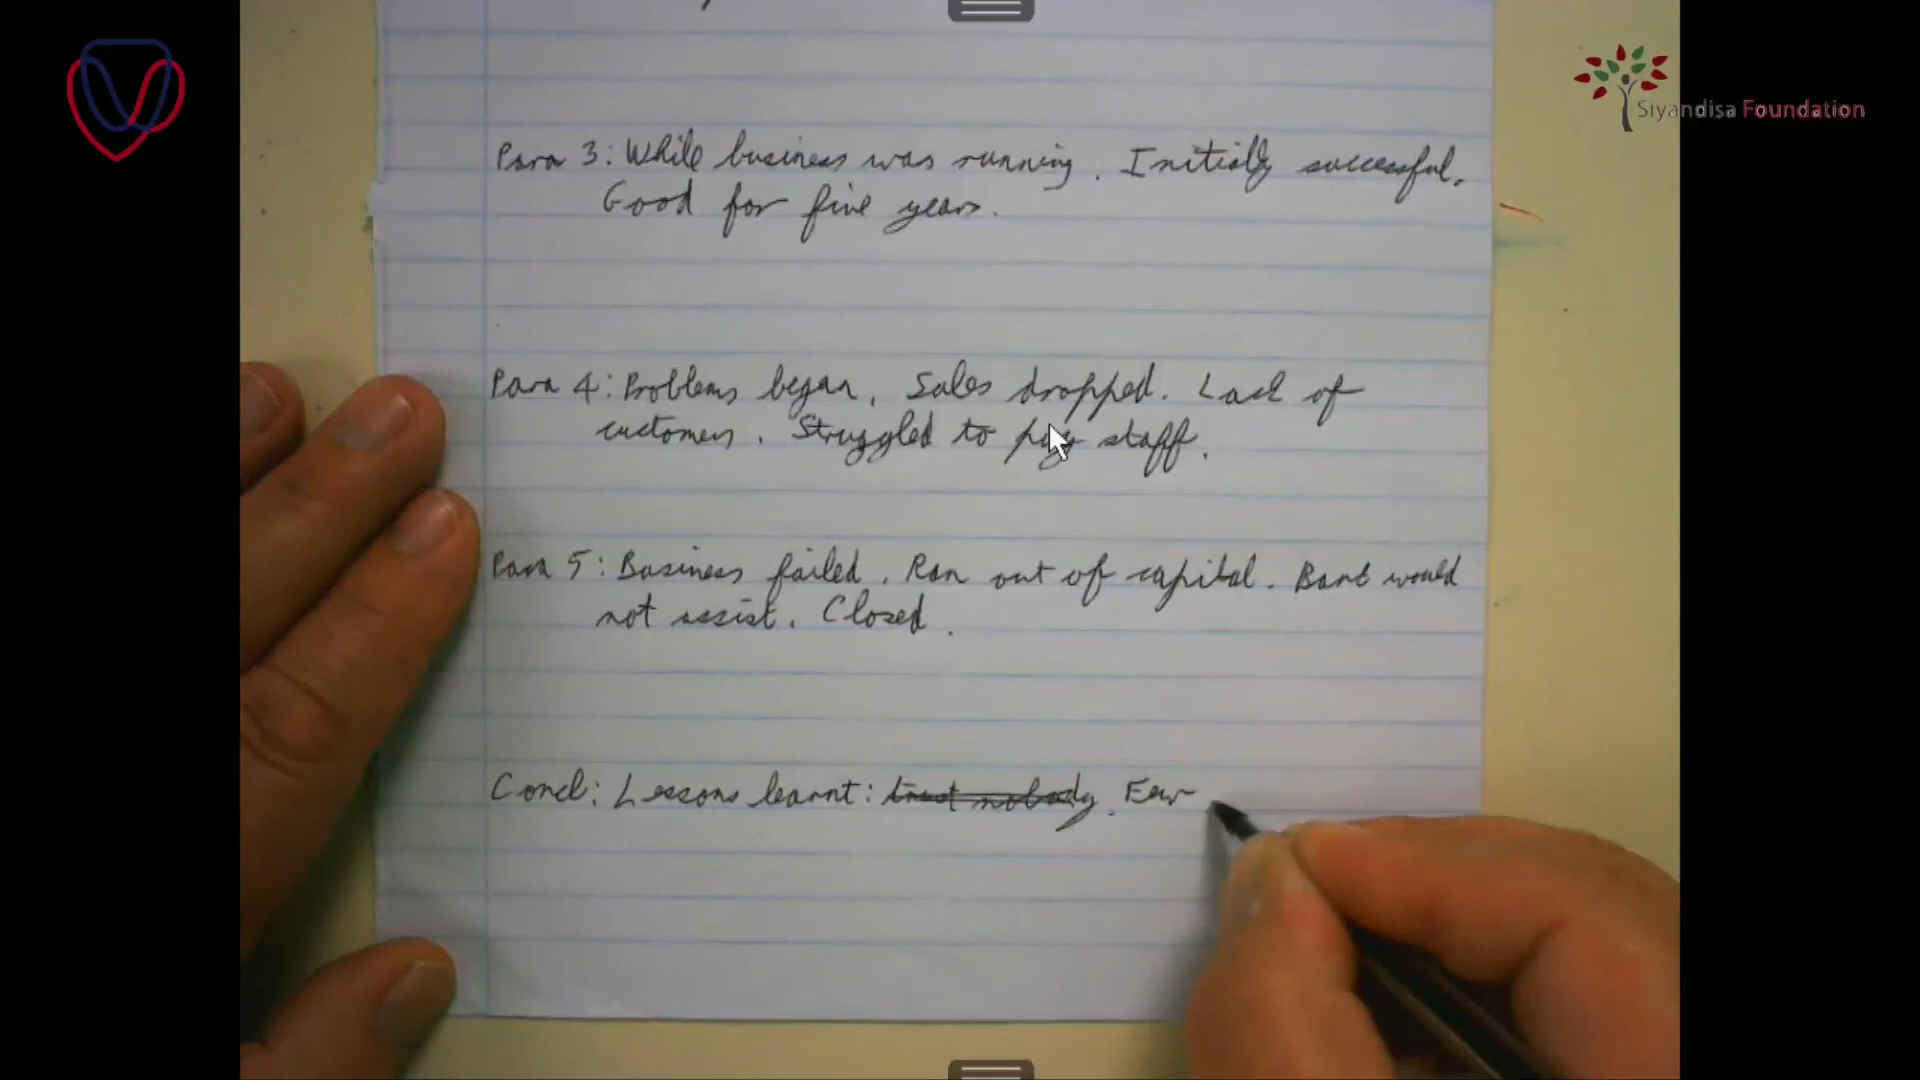 Siyandisa Foundation
Para 3: While business was running. Initially successful.
Good for five years.
Para 4: Problems began. Sales dropped. Lack of
customers. Struggled to pay staff.
Para 5: Business failed. Ran out of capital. Bank would
not assist. Closed.
Concl: Lessons learnt: trust nobody. Few